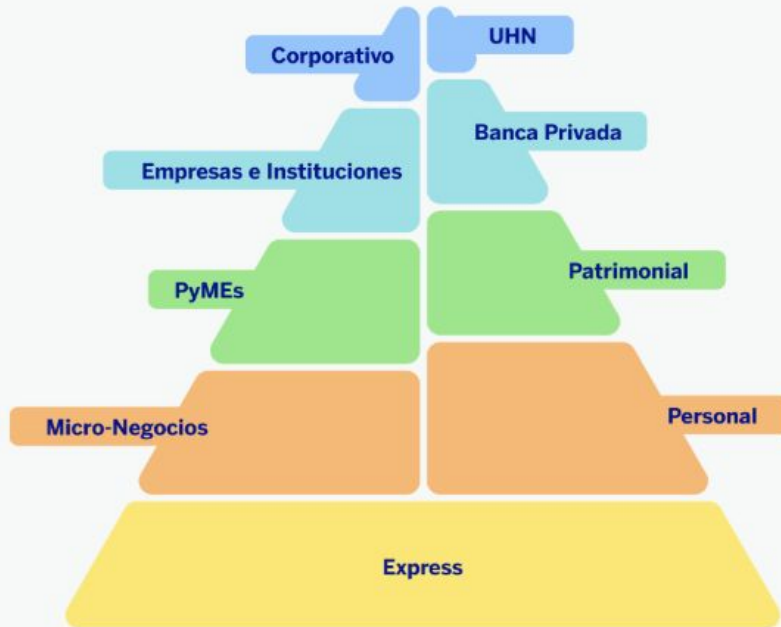 Corporativo
UHN
Empresas e Instituciones
Banca Privada
PyMEs
Patrimonial
Micro-Negocios
Personal
Express